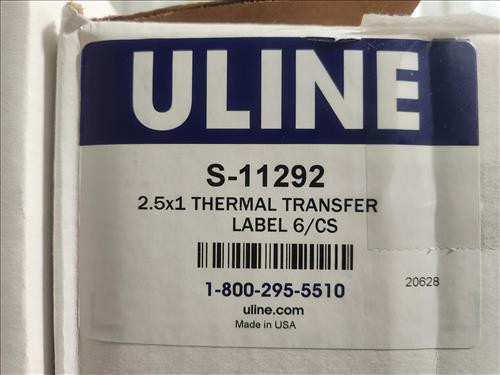 ULINE
S-11292
2.5x1 THERMAL TRANSFER
LABEL 6/CS
1-800-295-5510
20628
uline.com
Made in USA